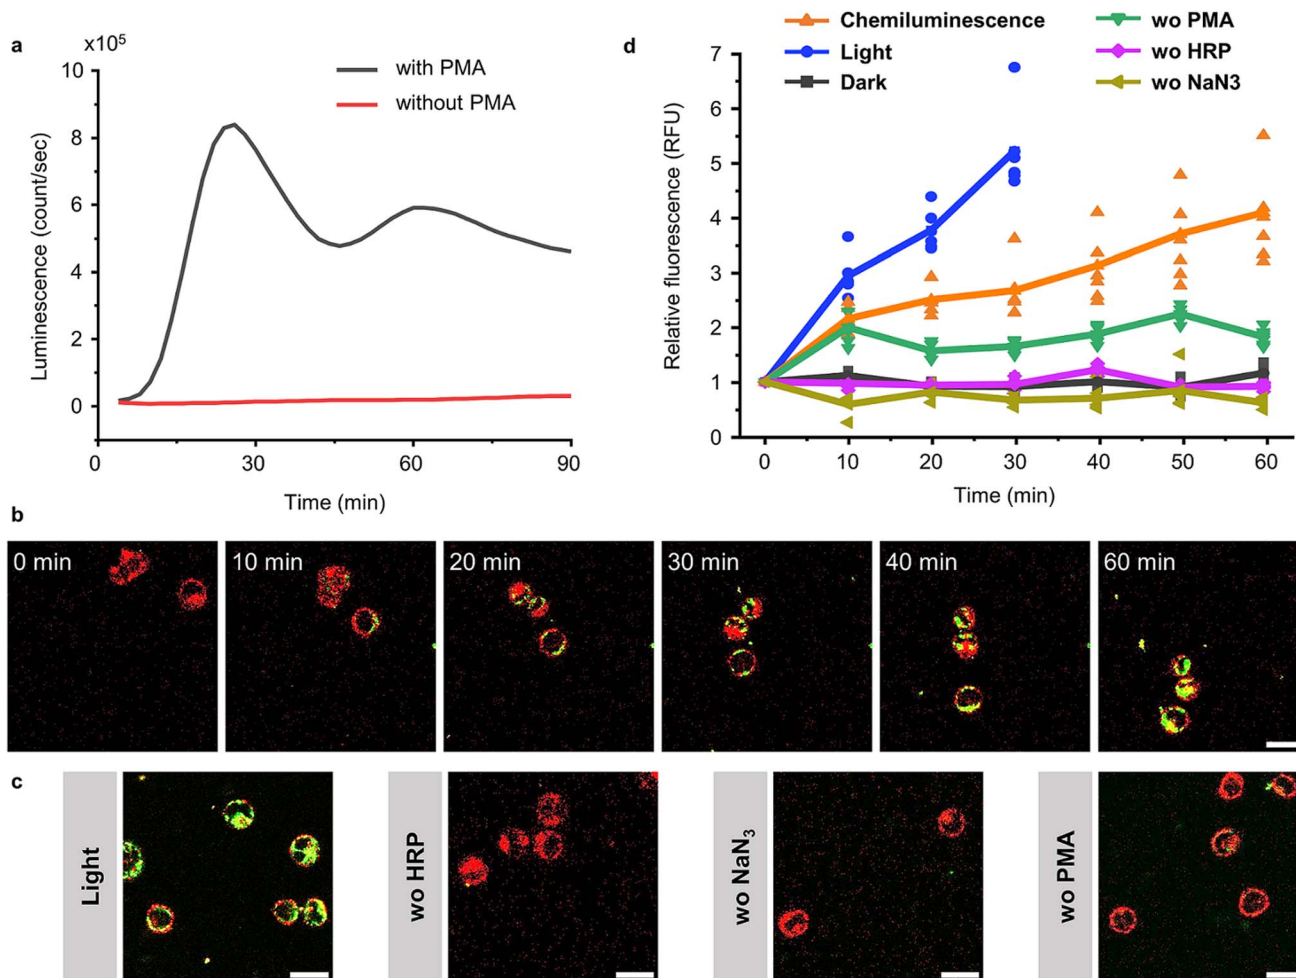 a
x10⁵
10
8
6
4
2
0
0
30
60
90
Luminescence (count/sec)
Time (min)
with PMA
without PMA
d
Chemiluminescence
Light
Dark
wo PMA
wo HRP
wo NaN3
7
6
5
4
3
2
1
0
0
10
20
30
40
50
60
Relative fluorescence (RFU)
Time (min)
b
0 min
10 min
20 min
30 min
40 min
60 min
c
Light
wo HRP
wo NaN₃
wo PMA